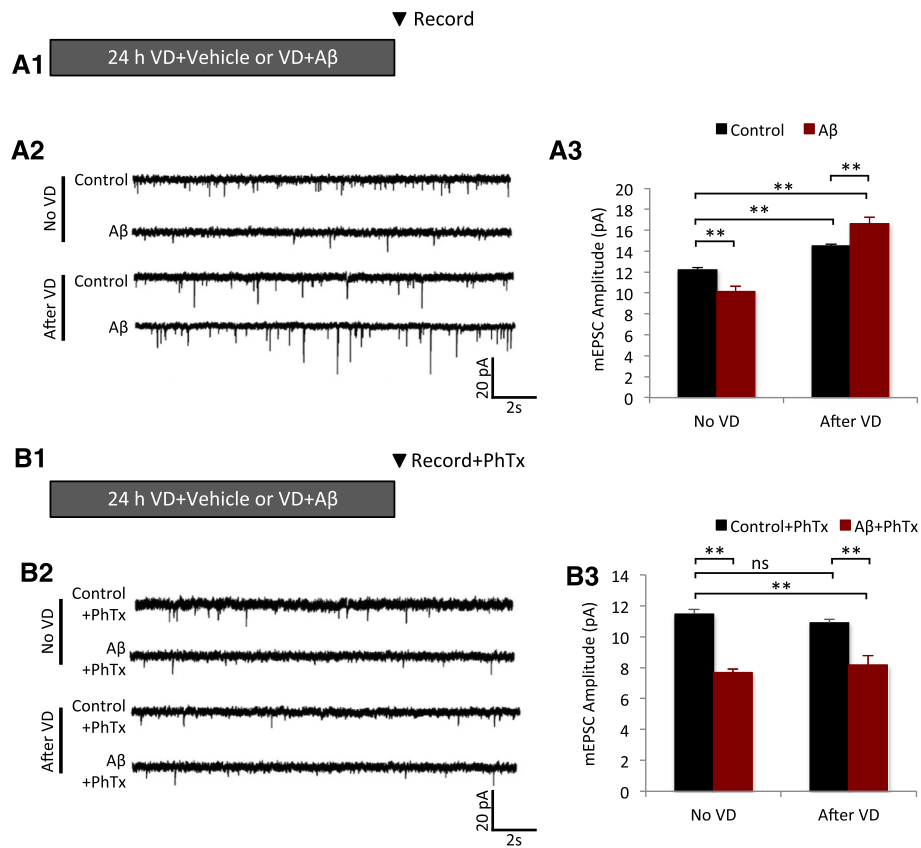 ▼ Record
A1
24 h VD+Vehicle or VD+Aβ
A2
No VD
Control
Aβ
After VD
Control
Aβ
20 pA
2s
A3
Control Aβ
mEPSC Amplitude (pA)
20
18
16
14
12
10
8
6
4
2
0
**
**
**
**
No VD After VD
B1
▼ Record+PhTx
24 h VD+Vehicle or VD+Aβ
B2
No VD
Control
+PhTx
Aβ
+PhTx
After VD
Control
+PhTx
Aβ
+PhTx
20 pA
2s
B3
Control+PhTx Aβ+PhTx
mEPSC Amplitude (pA)
14
12
10
8
6
4
2
0
** **
ns
**
No VD After VD